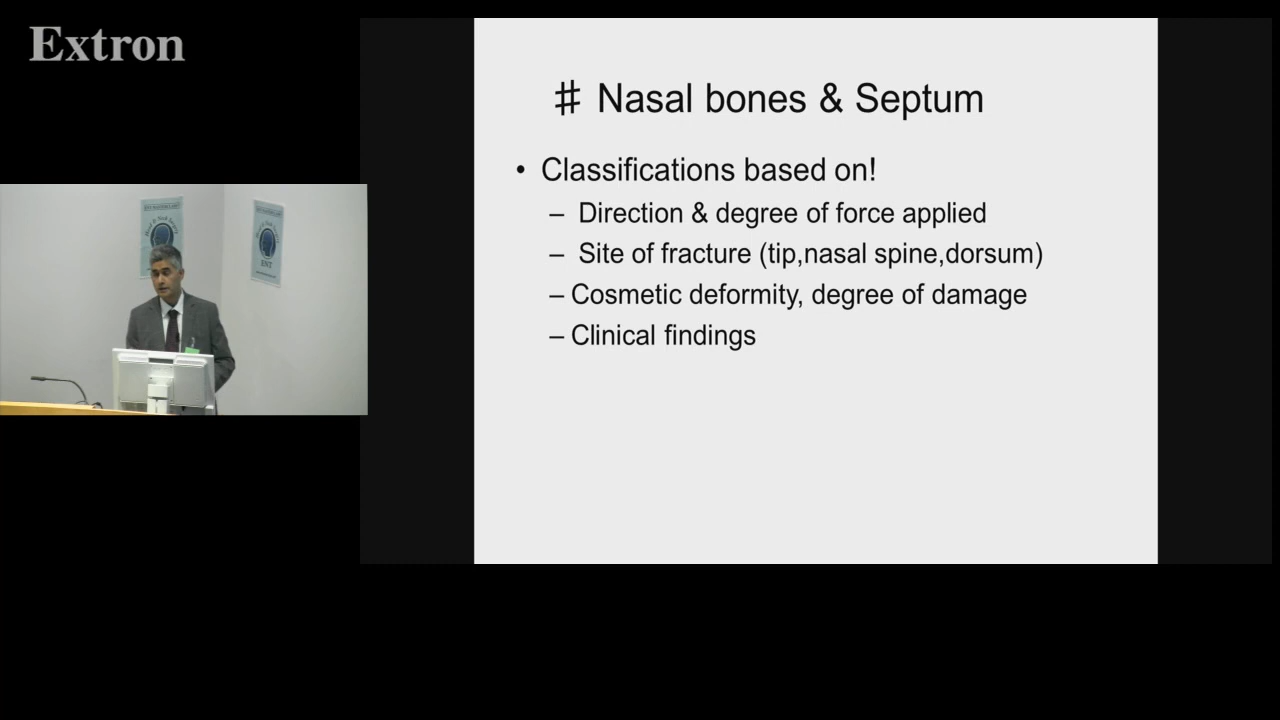 Extron
♯ Nasal bones & Septum
• Classifications based on!
– Direction & degree of force applied
– Site of fracture (tip,nasal spine,dorsum)
– Cosmetic deformity, degree of damage
– Clinical findings
ENT